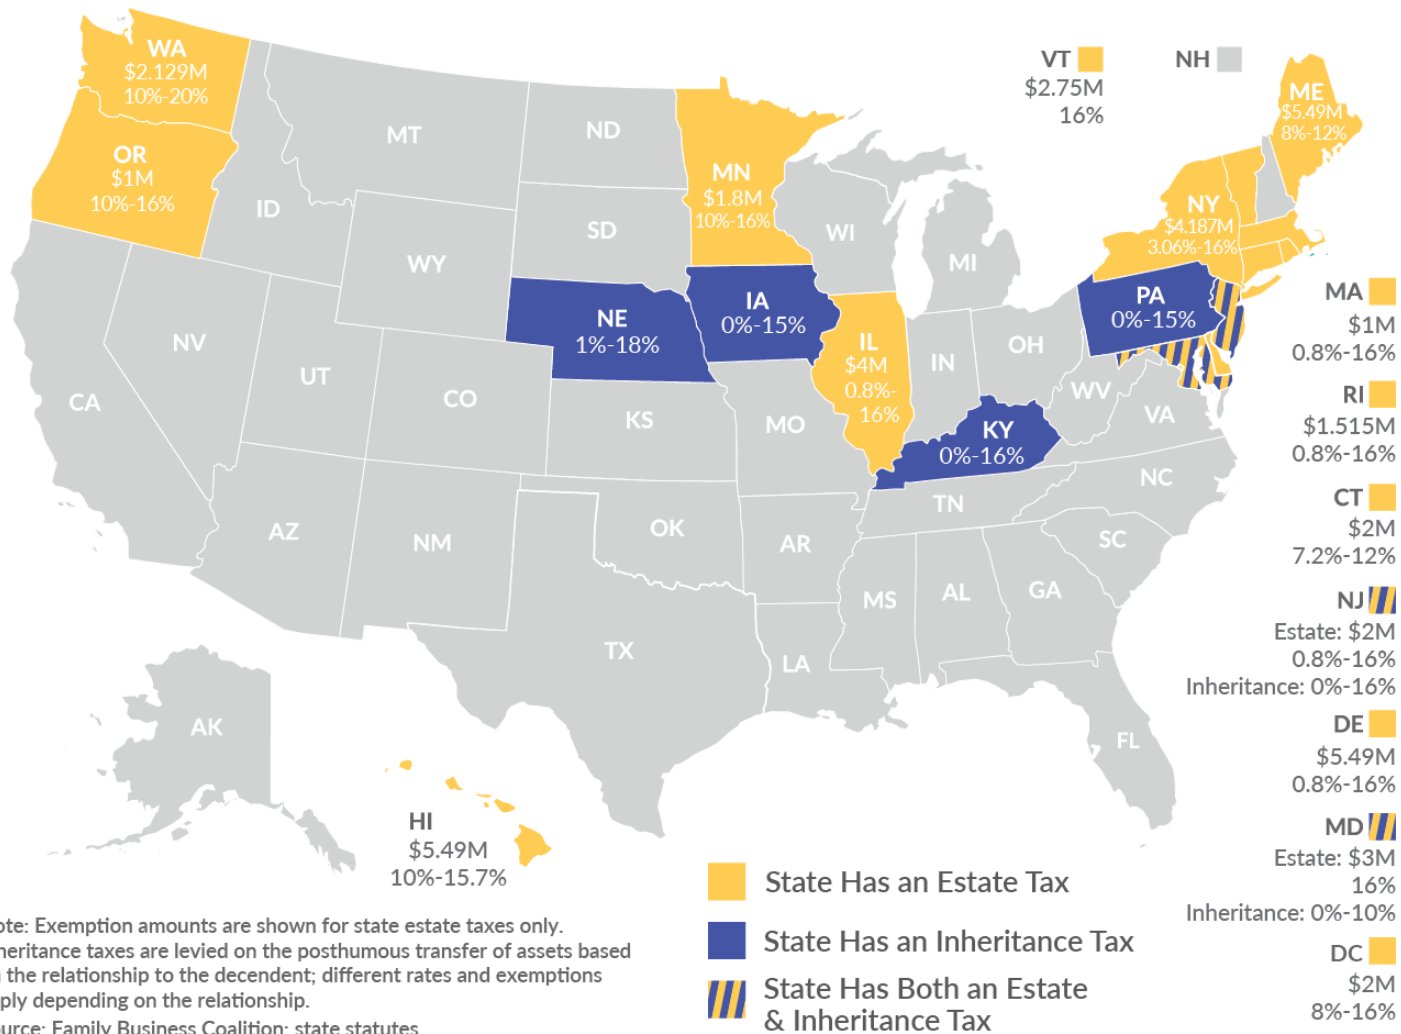 WA
$2.129M
10%-20%
OR
$1M
10%-16%
MT
ID
WY
ND
SD
MN
$1.8M
10%-16%
WI
MI
VT
$2.75M
16%
NH
ME
$5.49M
8%-12%
NY
$4.187M
3.06%-16%
NV
CA
UT
CO
NE
1%-18%
IA
0%-15%
IL
$4M
0.8%-
16%
IN
OH
PA
0%-15%
WV
VA
KY
0%-16%
KS
MO
AZ
NM
OK
AR
TN
NC
SC
MS
AL
GA
TX
LA
FL
AK
HI
$5.49M
10%-15.7%
MA
$1M
0.8%-16%
RI
$1.515M
0.8%-16%
CT
$2M
7.2%-12%
NJ
Estate: $2M
0.8%-16%
Inheritance: 0%-16%
DE
$5.49M
0.8%-16%
MD
Estate: $3M
16%
Inheritance: 0%-10%
DC
$2M
8%-16%
State Has an Estate Tax
State Has an Inheritance Tax
State Has Both an Estate
& Inheritance Tax
ote: Exemption amounts are shown for state estate taxes only.
heritance taxes are levied on the posthumous transfer of assets based
the relationship to the decendent; different rates and exemptions
ply depending on the relationship.
urce: Family Business Coalition; state statutes